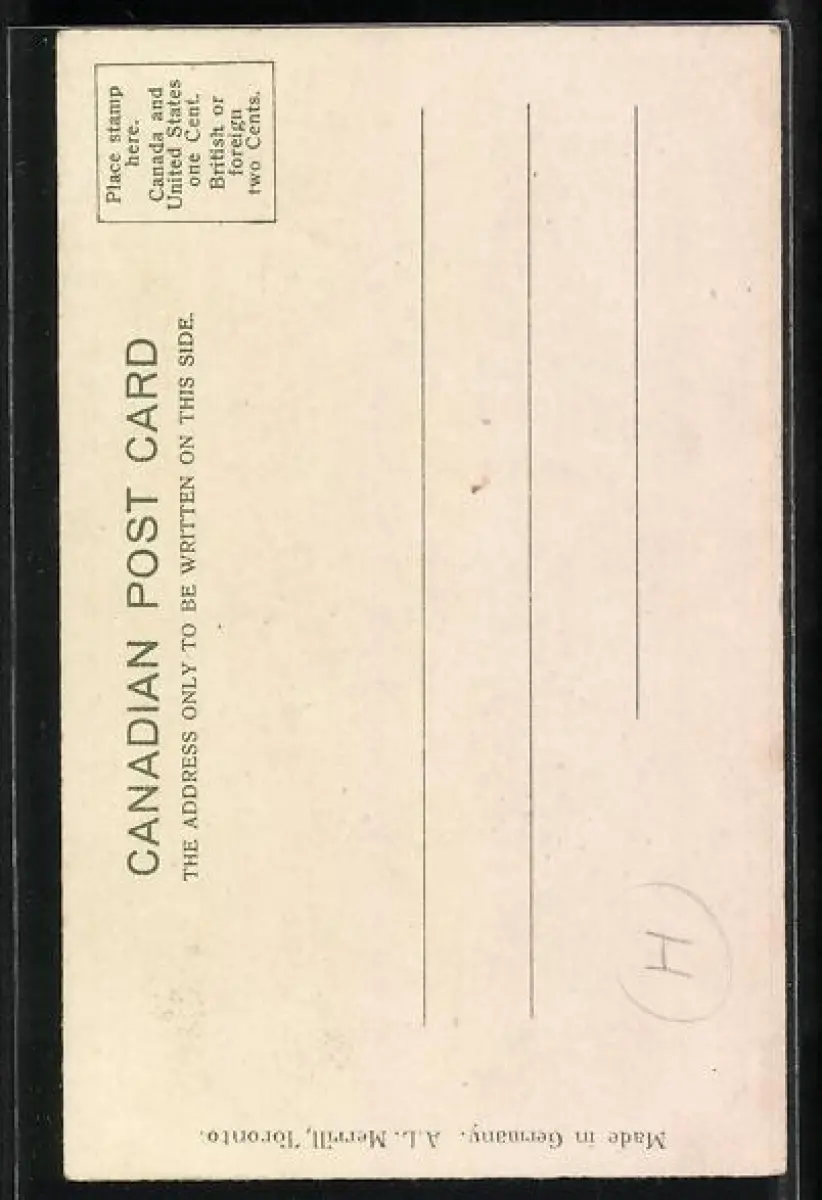 Place stamp
here.
Canada and
United States
one Cent.
British or
foreign
two Cents.
CANADIAN POST CARD
THE ADDRESS ONLY TO BE WRITTEN ON THIS SIDE.
H
Made in Germany. A.L. Merrill, Toronto.